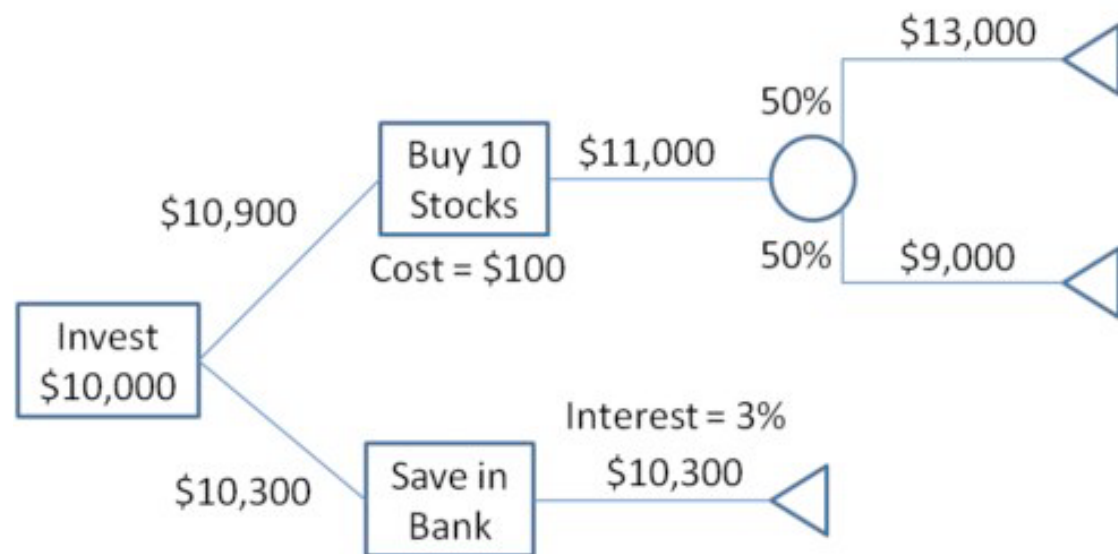 $13,000
50%
Buy 10
Stocks
$11,000
$10,900
Cost = $100
50%
$9,000
Invest
$10,000
Interest = 3%
$10,300
Save in
Bank
$10,300